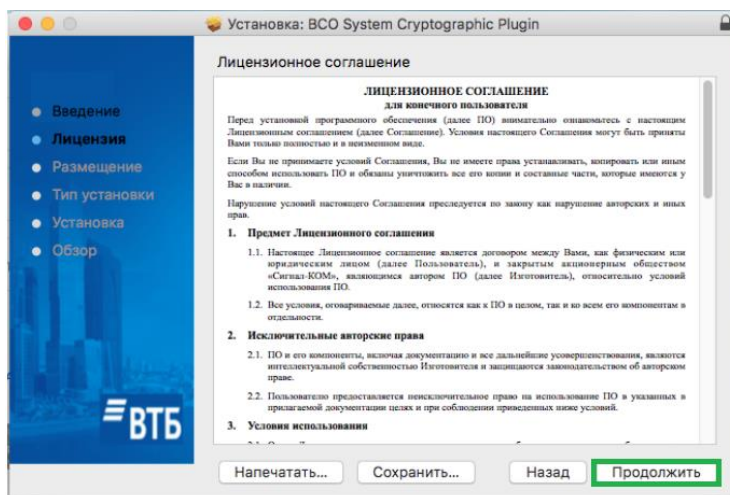 Установка: BCO System Cryptographic Plugin
Введение
Лицензия
Размещение
Тип установки
Установка
Обзор
ВТБ
Лицензионное соглашение
ЛИЦЕНЗИОННОЕ СОГЛАШЕНИЕ
для конечного пользователя
Перед установкой программного обеспечения (далее ПО) внимательно ознакомьтесь с настоящим
Лицензионным соглашением (далее Соглашение). Условия настоящего Соглашения могут быть приняты
Вами только полностью и в неизменном виде.
Если Вы не принимаете условий Соглашения, Вы не имеете права устанавливать, копировать или иным
способом использовать ПО и обязаны уничтожить все его копии и составные части, которые имеются у
Вас в наличии.
Нарушение условий настоящего Соглашения преследуется по закону как нарушение авторских и иных
прав.
1. Предмет Лицензионного соглашения
1.1. Настоящее Лицензионное соглашение является договором между Вами, как физическим или
юридическим лицом (далее Пользователь), и закрытым акционерным обществом
«Сигнал-КОМ», являющимся автором ПО (далее Изготовитель), относительно условий
использования ПО.
1.2. Все условия, оговариваемые далее, относятся как к ПО в целом, так и ко всем его компонентам в
отдельности.
2. Исключительные авторские права
2.1. ПО и его компоненты, включая документацию и все дальнейшие усовершенствования, являются
интеллектуальной собственностью Изготовителя и защищаются законодательством об авторском
праве.
2.2. Пользователю предоставляется неисключительное право на использование ПО в указанных в
прилагаемой документации целях и при соблюдении приведенных ниже условий.
3. Условия использования
Напечатать... Сохранить... Назад Продолжить